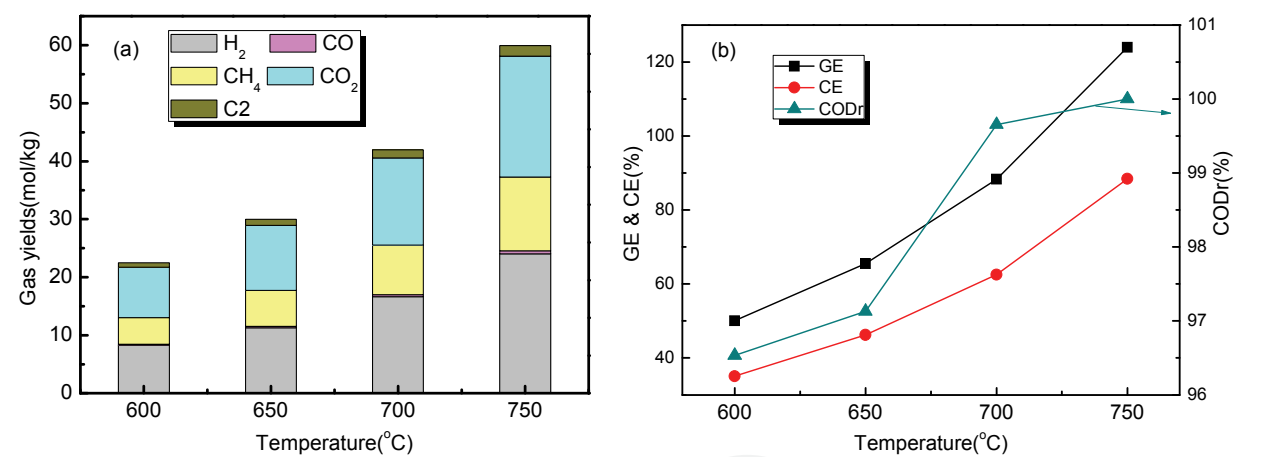 (a)
H2 CO
CH4 CO2
C2
60
50
40
30
20
10
0
Gas yields(mol/kg)
600 650 700 750
Temperature(°C)
(b)
GE
CE
CODr
120
100
80
60
40
GE & CE(%)
101
100
99
98
97
96
CODr(%)
600 650 700 750
Temperature(°C)